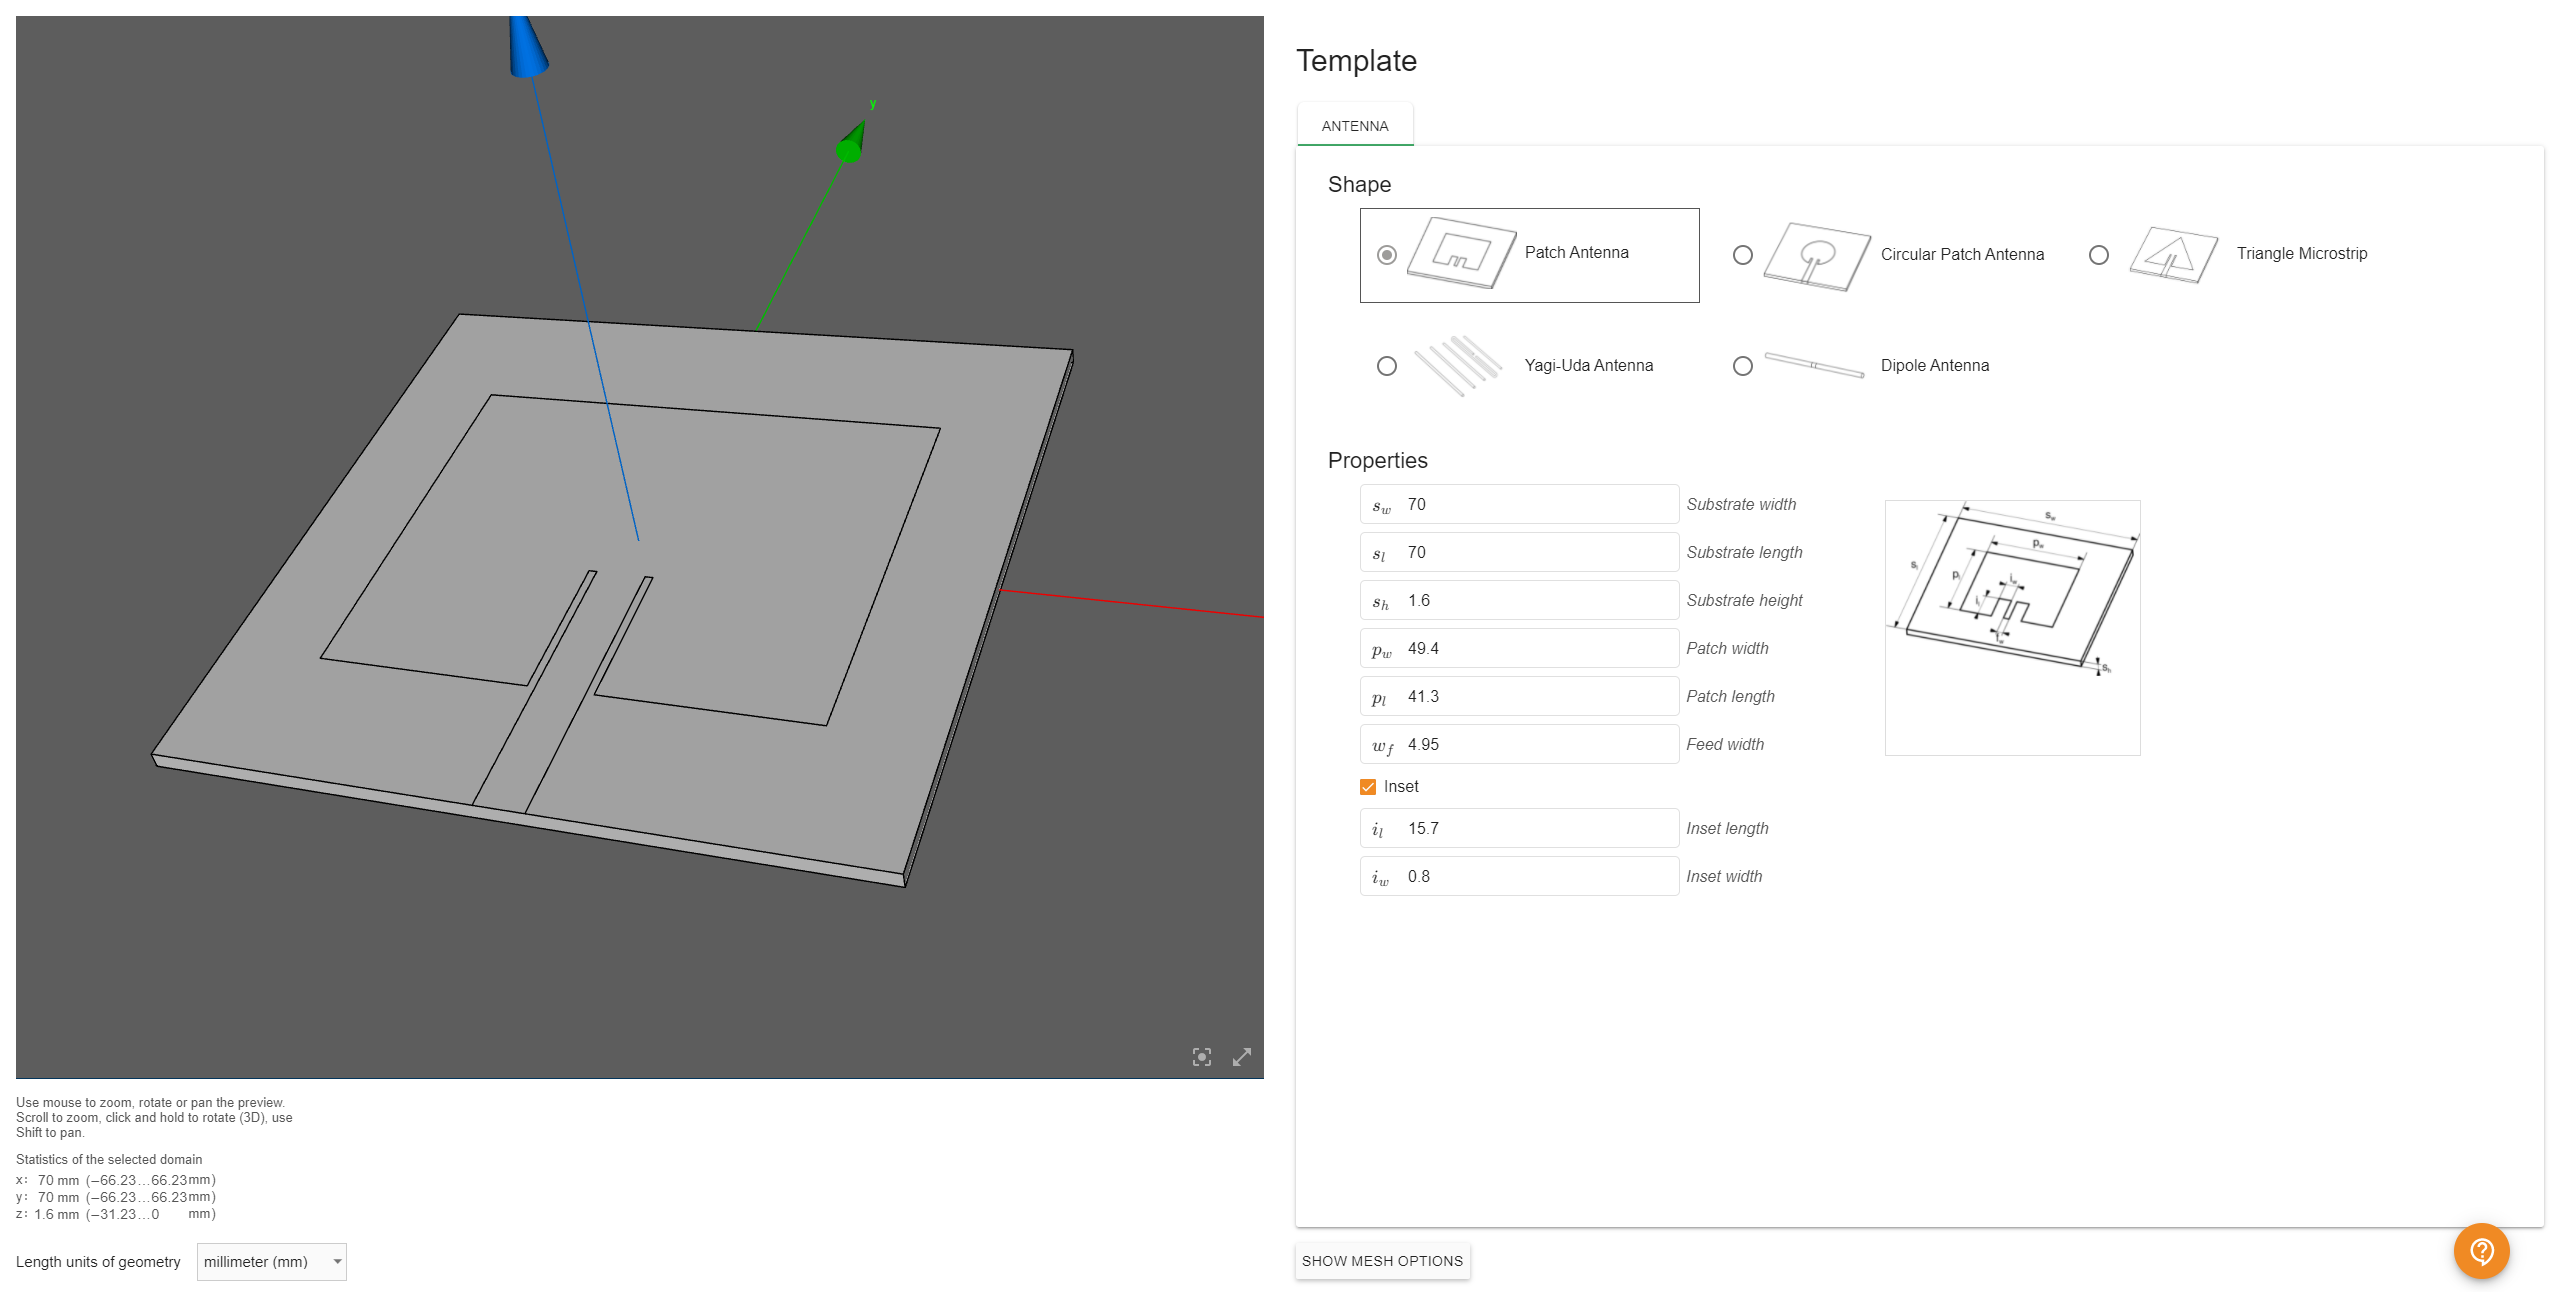 y
Use mouse to zoom, rotate or pan the preview.
Scroll to zoom, click and hold to rotate (3D), use
Shift to pan.
Statistics of the selected domain
x: 70 mm (−66.23…66.23mm)
y: 70 mm (−66.23…66.23mm)
z: 1.6 mm (−31.23…0 mm)
Length units of geometry millimeter (mm)
Template
ANTENNA
Shape
Patch Antenna
Circular Patch Antenna
Triangle Microstrip
Yagi-Uda Antenna
Dipole Antenna
Properties
s_w 70 Substrate width
s_l 70 Substrate length
s_h 1.6 Substrate height
p_w 49.4 Patch width
p_l 41.3 Patch length
w_f 4.95 Feed width
Inset
i_l 15.7 Inset length
i_w 0.8 Inset width
s_w
p_w
s_l
p_l
i_w
i_l
s_h
SHOW MESH OPTIONS